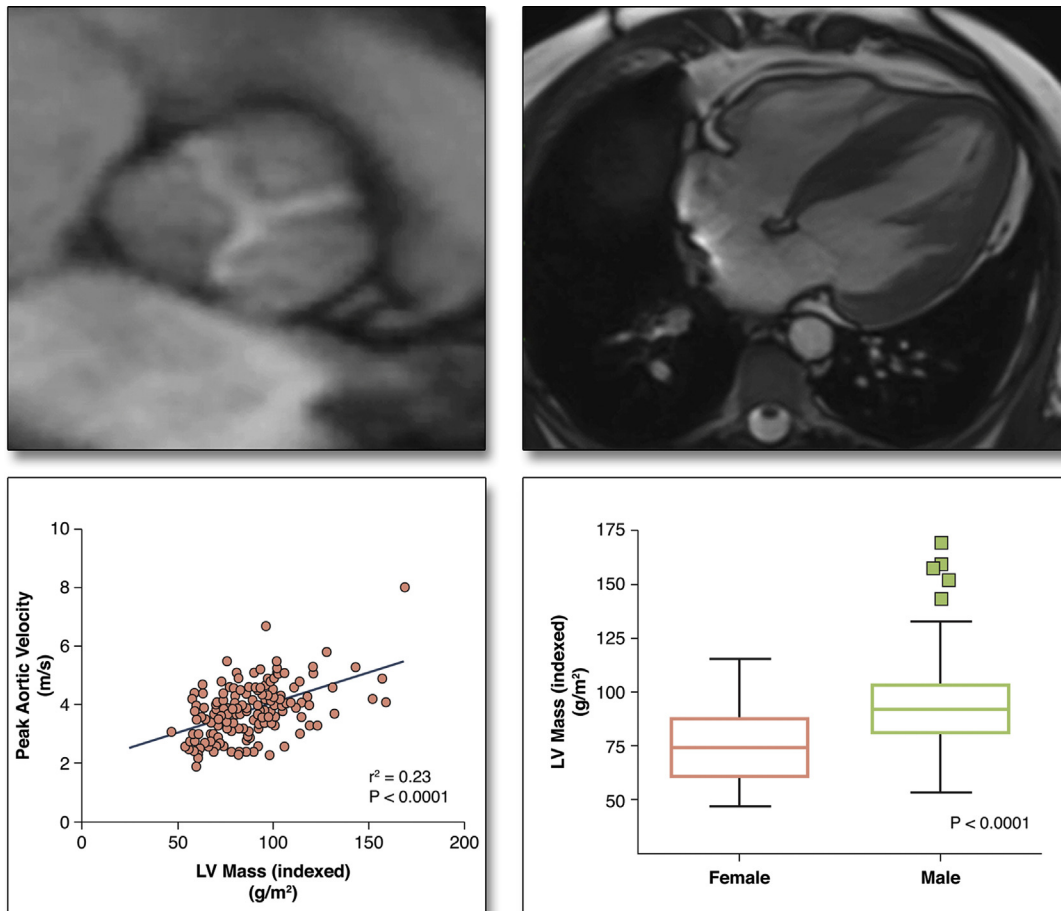 10
8
6
4
2
0
Peak Aortic Velocity
(m/s)
r² = 0.23
P < 0.0001
0 50 100 150 200
LV Mass (indexed)
(g/m²)
175
150
125
100
75
50
LV Mass (indexed)
(g/m²)
P < 0.0001
Female Male